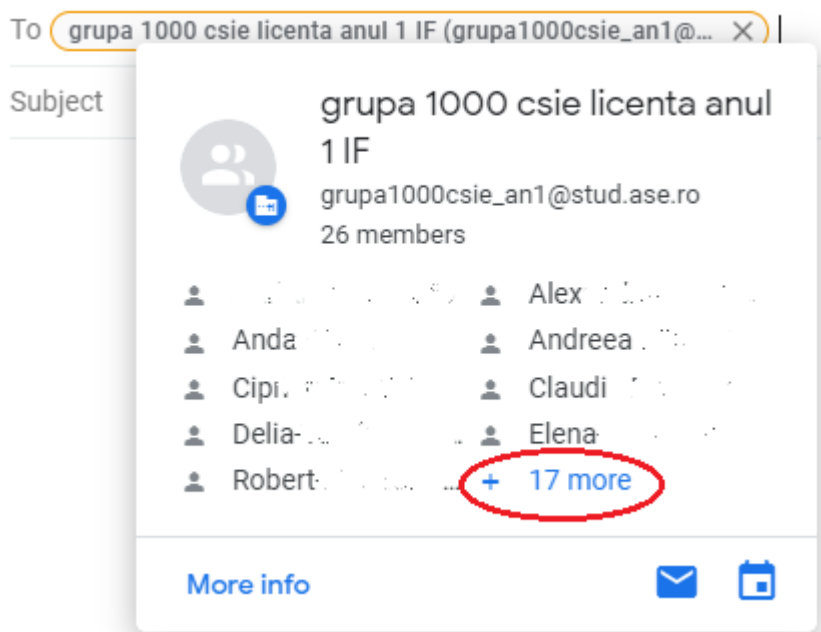 To grupa 1000 csie licenta anul 1 IF (grupa1000csie_an1@...
Subject
grupa 1000 csie licenta anul
1 IF
grupa1000csie_an1@stud.ase.ro
26 members
Alex
Anda Andreea
Cipr. Claudi
Delia- Elena
Robert ... + 17 more
More info